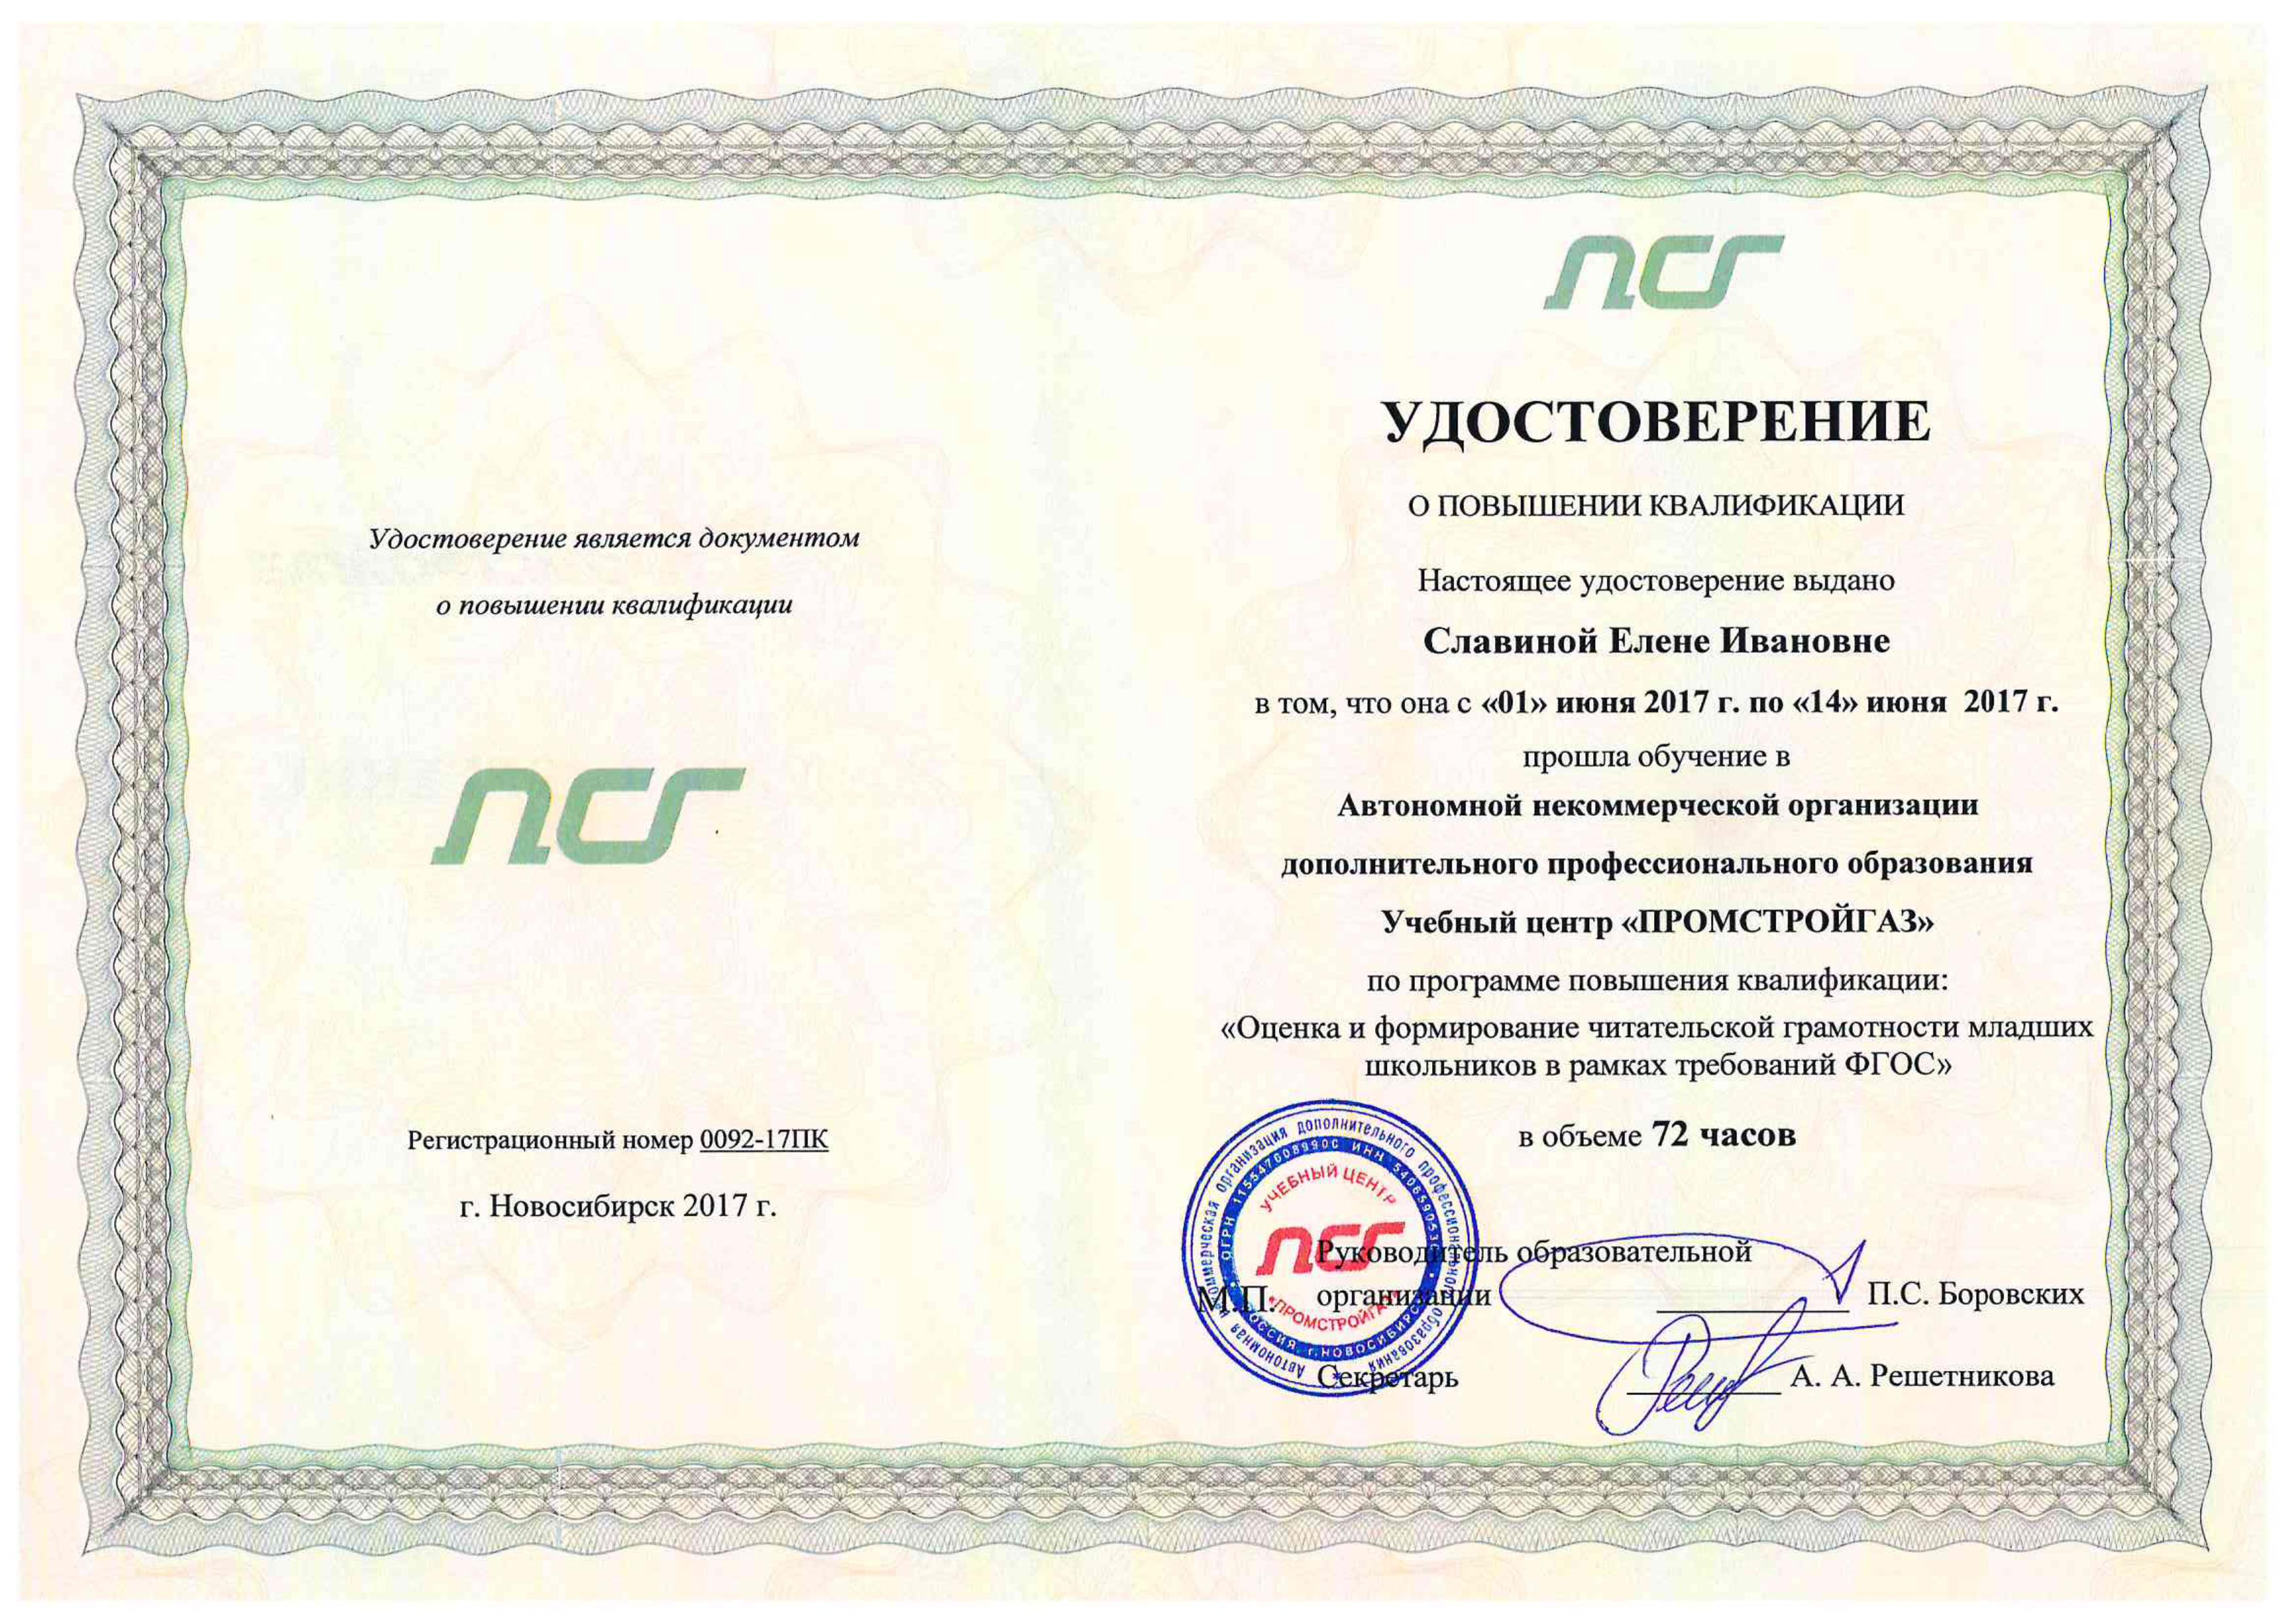 Удостоверение является документом
о повышении квалификации
псг
Регистрационный номер 0092-17ПК
г. Новосибирск 2017 г.
псг
УДОСТОВЕРЕНИЕ
О ПОВЫШЕНИИ КВАЛИФИКАЦИИ
Настоящее удостоверение выдано
Славиной Елене Ивановне
в том, что она с «01» июня 2017 г. по «14» июня 2017 г.
прошла обучение в
Автономной некоммерческой организации
дополнительного профессионального образования
Учебный центр «ПРОМСТРОЙГАЗ»
по программе повышения квалификации:
«Оценка и формирование читательской грамотности младших
школьников в рамках требований ФГОС»
в объеме 72 часов
Руководитель образовательной
М.П. организации П.С. Боровских
Секретарь А. А. Решетникова
Автономная некоммерческая организация дополнительного профессионального образования
ОГРН ИНН
РОССИЯ, г. НОВОСИБИРСК
УЧЕБНЫЙ ЦЕНТР
псг
«ПРОМСТРОЙГАЗ»